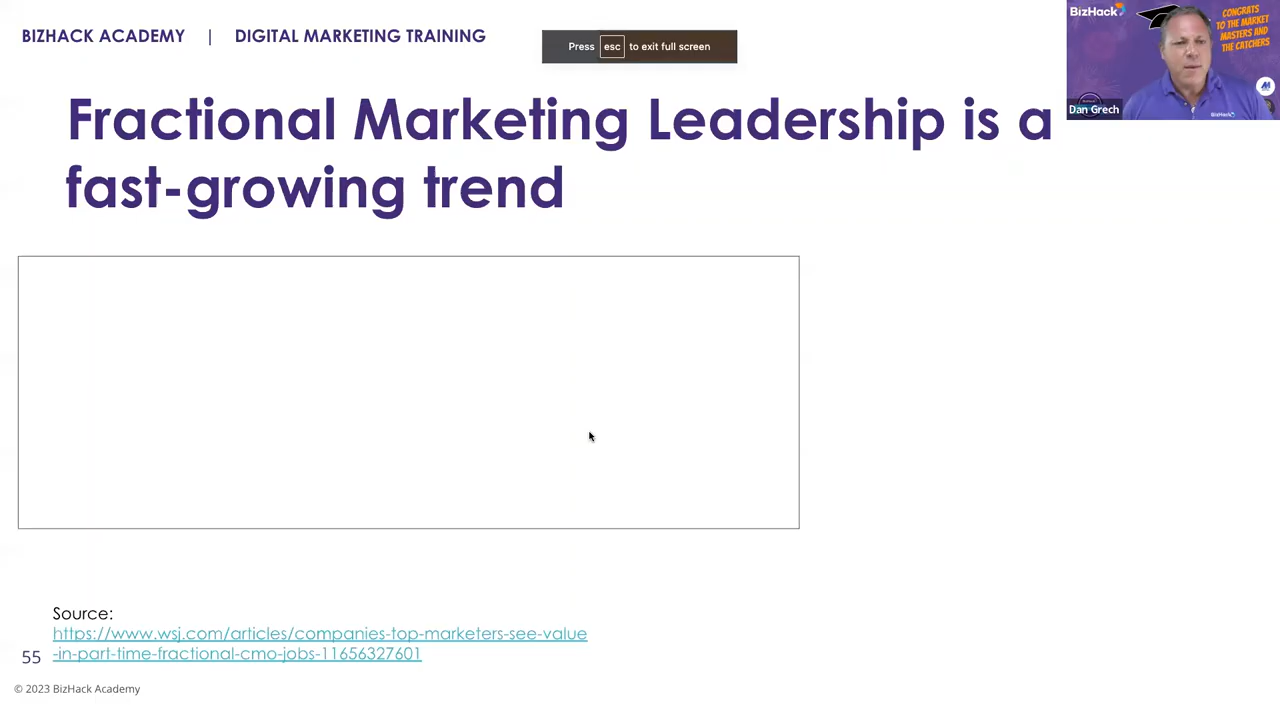 BIZHACK ACADEMY | DIGITAL MARKETING TRAINING
Press esc to exit full screen
BizHack
CONGRATS
TO THE MARKET
MASTERS AND
THE CATCHERS
Dan Grech
BizHack
Fractional Marketing Leadership is a
fast-growing trend
Source:
https://www.wsj.com/articles/companies-top-marketers-see-value
-in-part-time-fractional-cmo-jobs-11656327601
55
© 2023 BizHack Academy